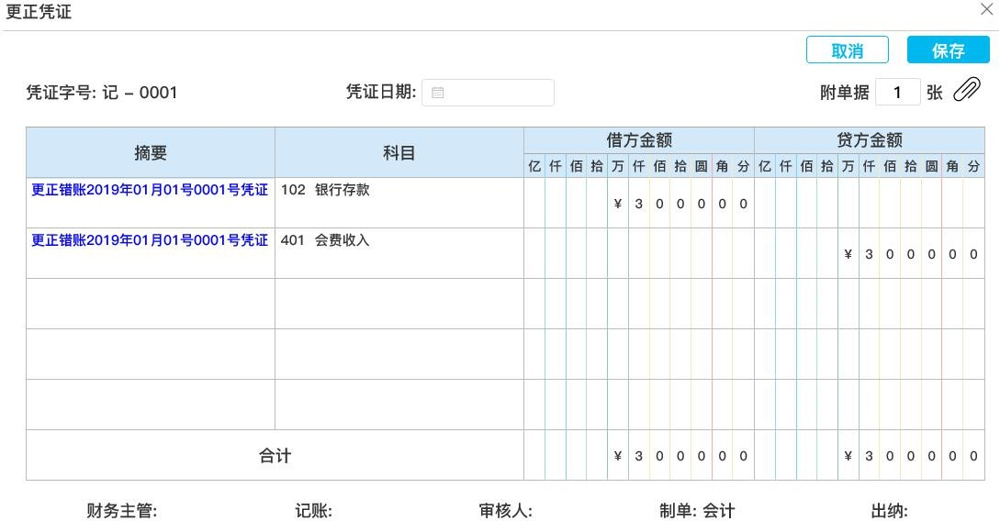 更正凭证
取消 保存
凭证字号: 记 – 0001 凭证日期: 附单据 1 张
摘要 科目 借方金额 贷方金额
亿 仟 佰 拾 万 仟 佰 拾 圆 角 分 亿 仟 佰 拾 万 仟 佰 拾 圆 角 分
更正错账2019年01月01号0001号凭证 102 银行存款 ¥ 3 0 0 0 0 0
更正错账2019年01月01号0001号凭证 401 会费收入 ¥ 3 0 0 0 0 0
合计 ¥ 3 0 0 0 0 0 ¥ 3 0 0 0 0 0
财务主管: 记账: 审核人: 制单: 会计 出纳: